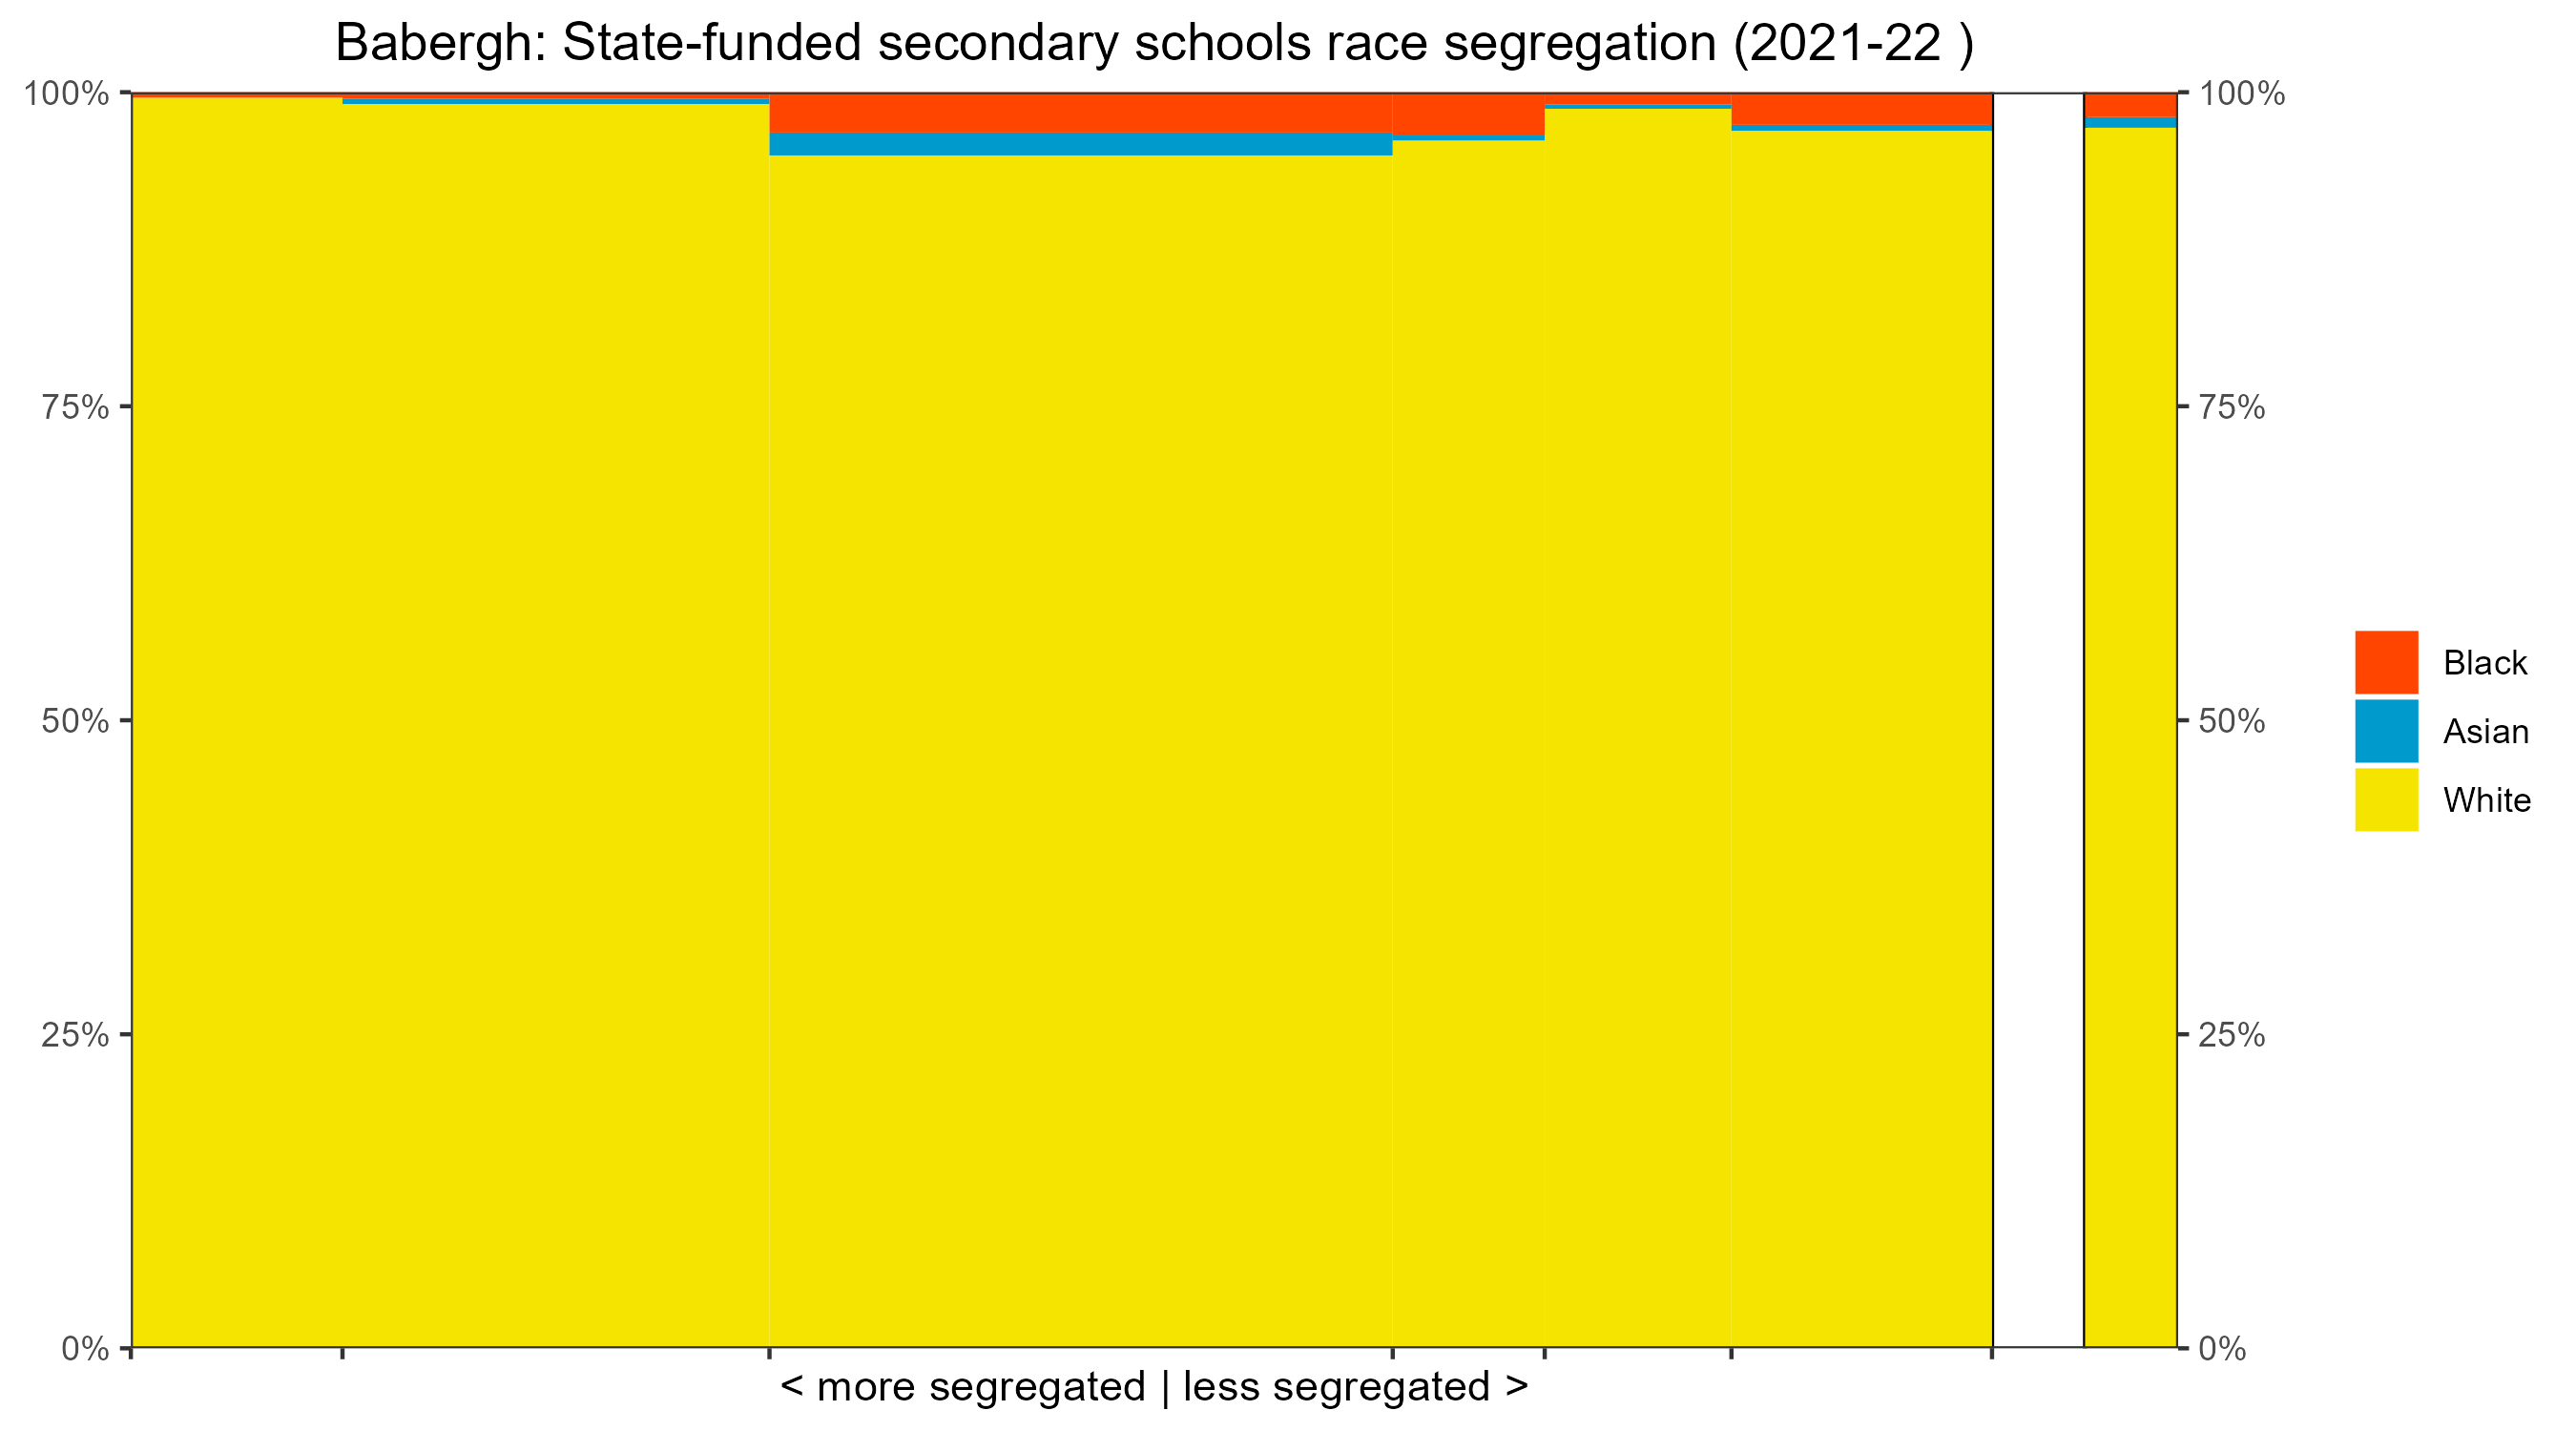 Babergh: State-funded secondary schools race segregation (2021-22 )
100%
75%
50%
25%
0%
100%
75%
50%
25%
0%
Black
Asian
White
< more segregated | less segregated >